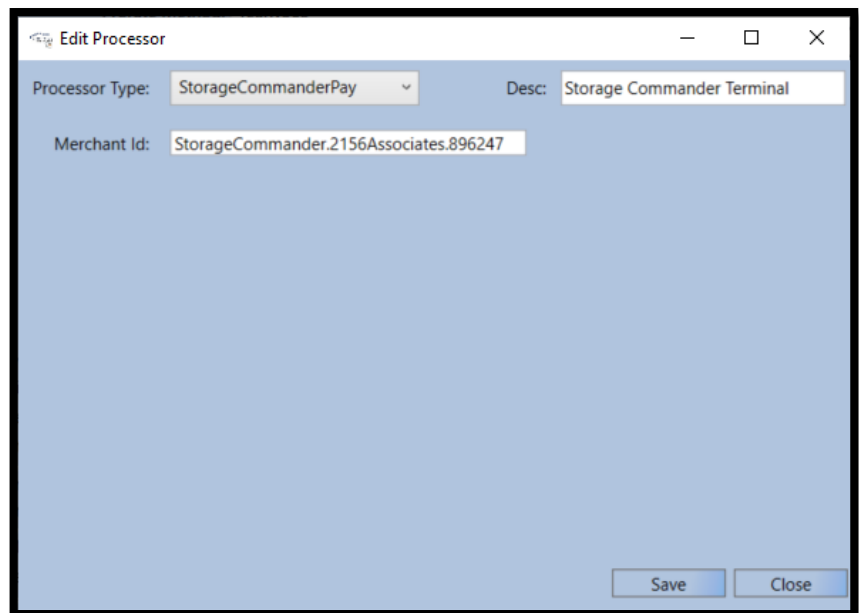 Edit Processor
Processor Type: StorageCommanderPay Desc: Storage Commander Terminal
Merchant Id: StorageCommander.2156Associates.896247
Save Close